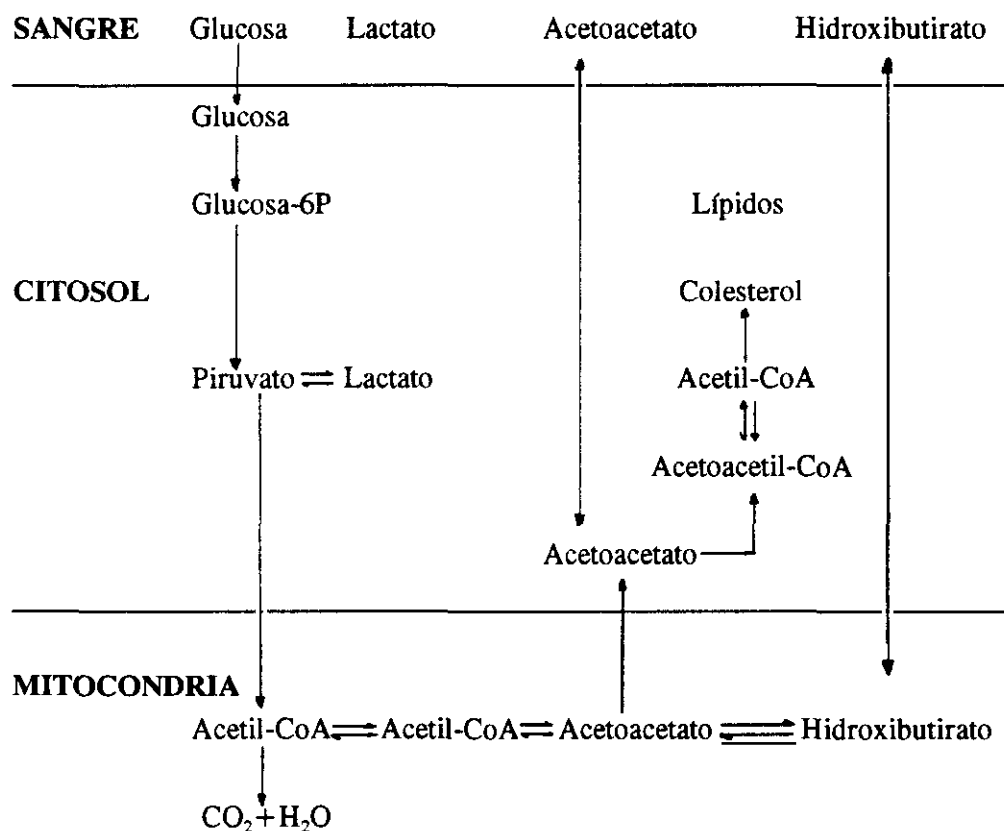 SANGRE Glucosa Lactato Acetoacetato Hidroxibutirato
Glucosa
Glucosa-6P Lípidos
CITOSOL Colesterol
Piruvato Lactato Acetil-CoA
Acetoacetil-CoA
Acetoacetato
MITOCONDRIA
Acetil-CoA Acetil-CoA Acetoacetato Hidroxibutirato
CO₂+H₂O